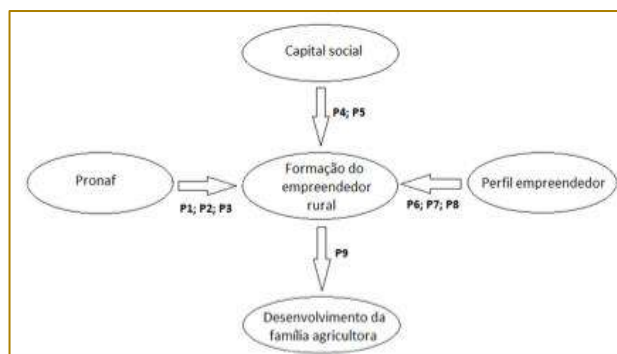 Capital social
P4; P5
Pronaf
P1; P2; P3
Formação do
empreendedor
rural
Perfil empreendedor
P6; P7; P8
P9
Desenvolvimento da
família agricultora